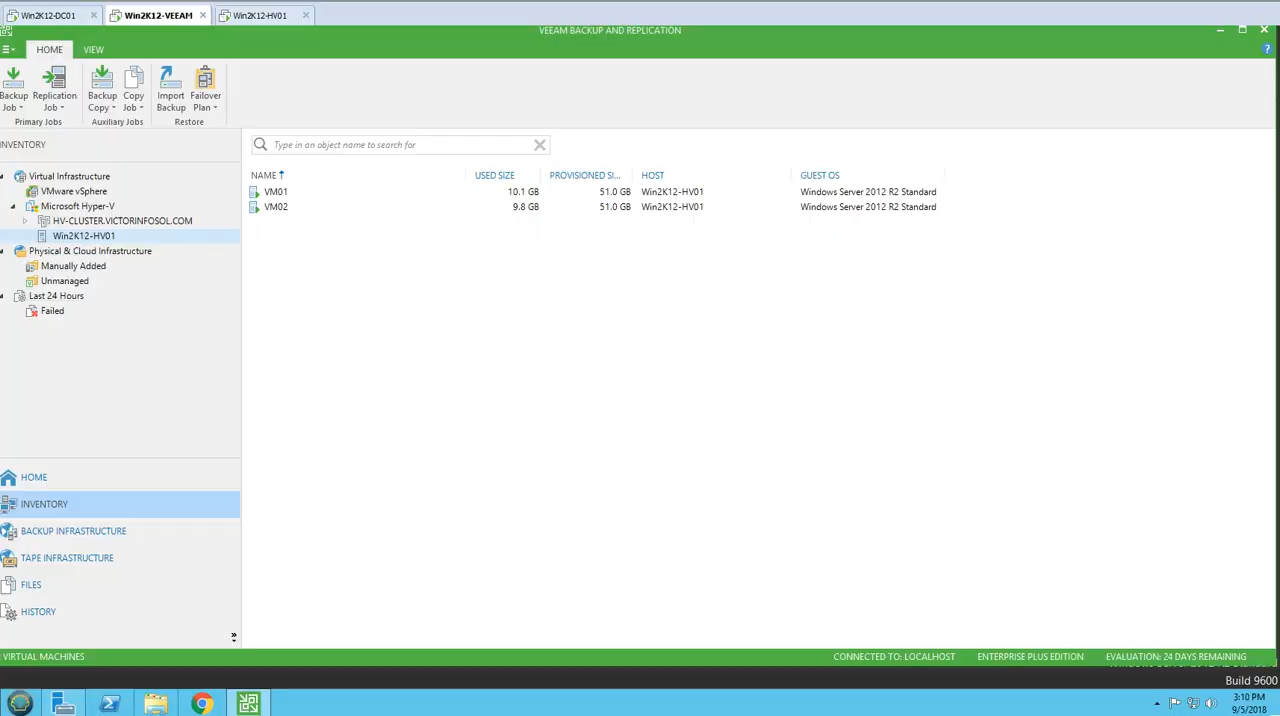 Win2K12-DC01
Win2K12-VEEAM
Win2K12-HV01
VEEAM BACKUP AND REPLICATION
HOME VIEW
Backup Job
Replication Job
Backup Copy
Copy Job
Import Backup
Failover Plan
Primary Jobs
Auxiliary Jobs
Restore
INVENTORY
Type in an object name to search for
Virtual Infrastructure
VMware vSphere
Microsoft Hyper-V
HV-CLUSTER.VICTORINFOSOL.COM
Win2K12-HV01
Physical & Cloud Infrastructure
Manually Added
Unmanaged
Last 24 Hours
Failed
NAME USED SIZE PROVISIONED SI... HOST GUEST OS
VM01 10.1 GB 51.0 GB Win2K12-HV01 Windows Server 2012 R2 Standard
VM02 9.8 GB 51.0 GB Win2K12-HV01 Windows Server 2012 R2 Standard
HOME
INVENTORY
BACKUP INFRASTRUCTURE
TAPE INFRASTRUCTURE
FILES
HISTORY
VIRTUAL MACHINES
CONNECTED TO: LOCALHOST ENTERPRISE PLUS EDITION EVALUATION: 24 DAYS REMAINING
Build 9600
3:10 PM
9/5/2018